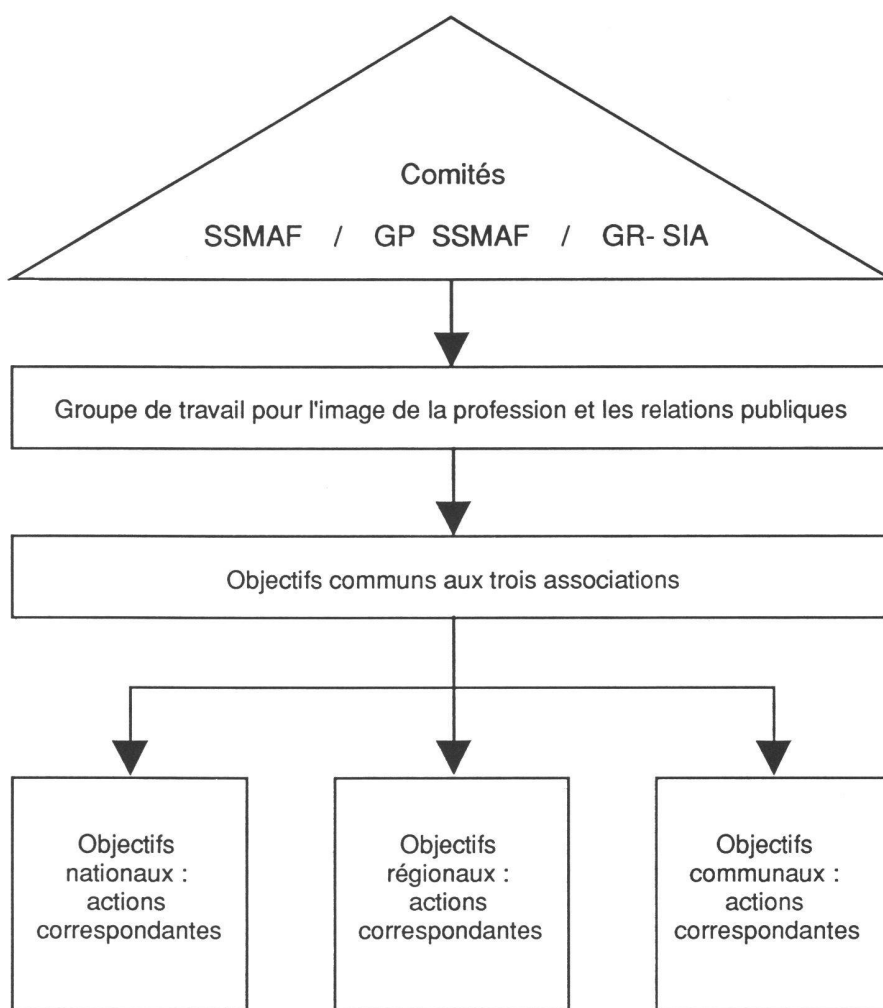 Comités
SSMAF / GP SSMAF / GR- SIA
Groupe de travail pour l'image de la profession et les relations publiques
Objectifs communs aux trois associations
Objectifs
nationaux :
actions
correspondantes
Objectifs
régionaux :
actions
correspondantes
Objectifs
communaux :
actions
correspondantes